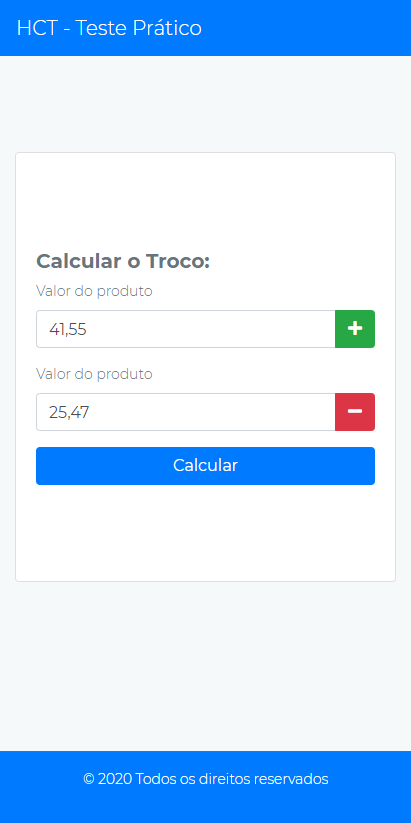 HCT - Teste Prático
Calcular o Troco:
Valor do produto
41,55
Valor do produto
25,47
Calcular
© 2020 Todos os direitos reservados